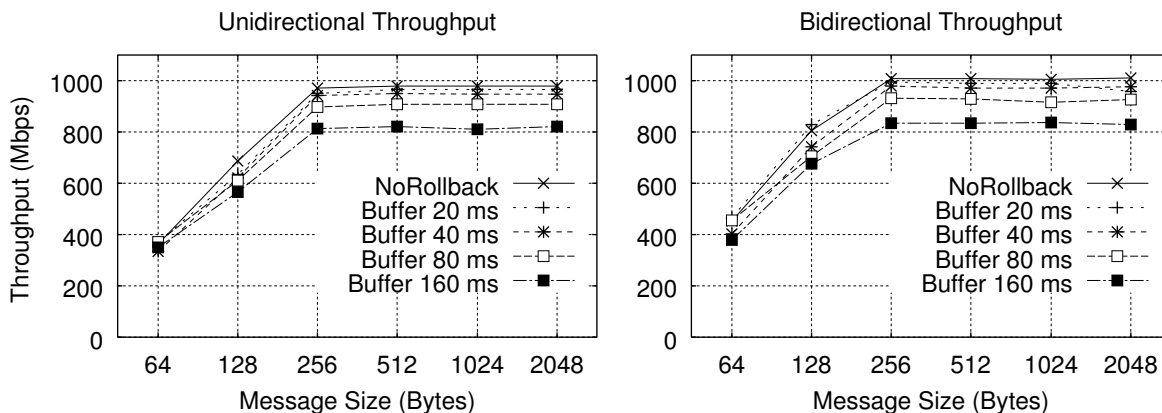 Unidirectional Throughput
Throughput (Mbps)
1000
800
600
400
200
0
NoRollback
Buffer 20 ms
Buffer 40 ms
Buffer 80 ms
Buffer 160 ms
64 128 256 512 1024 2048
Message Size (Bytes)
Bidirectional Throughput
1000
800
600
400
200
0
NoRollback
Buffer 20 ms
Buffer 40 ms
Buffer 80 ms
Buffer 160 ms
64 128 256 512 1024 2048
Message Size (Bytes)